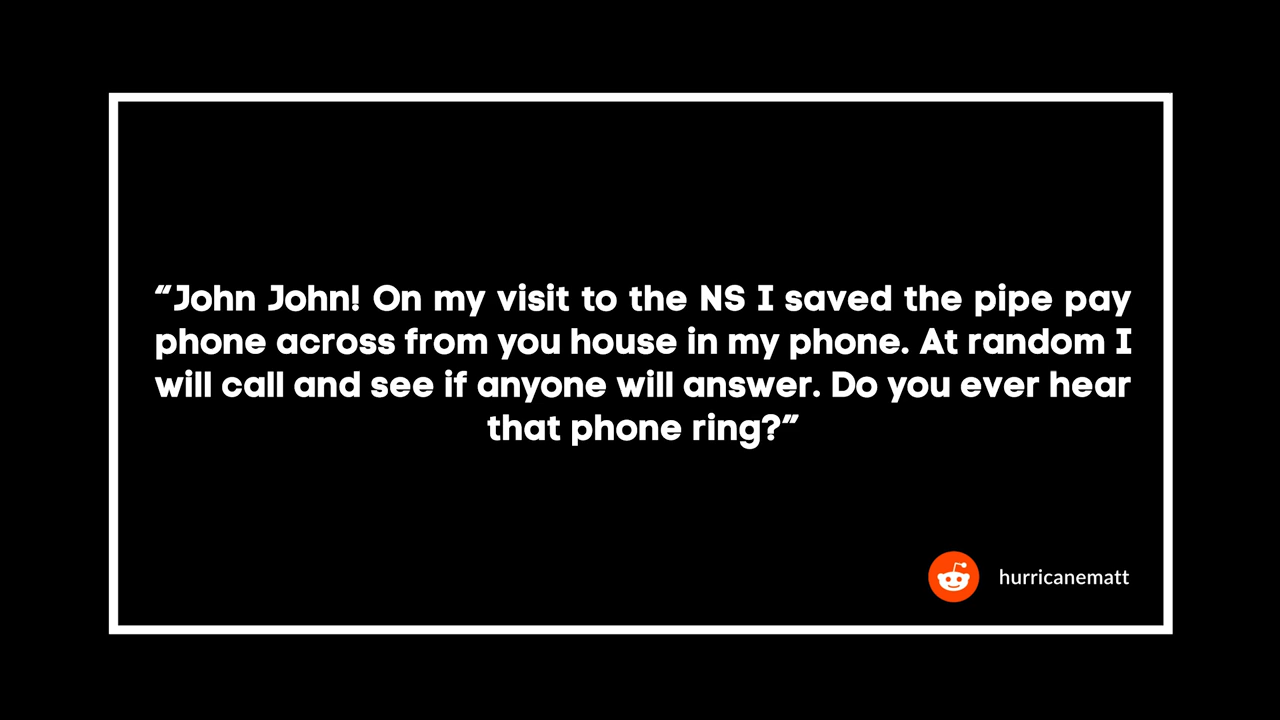 “John John! On my visit to the NS I saved the pipe pay
phone across from you house in my phone. At random I
will call and see if anyone will answer. Do you ever hear
that phone ring?”
hurricanematt